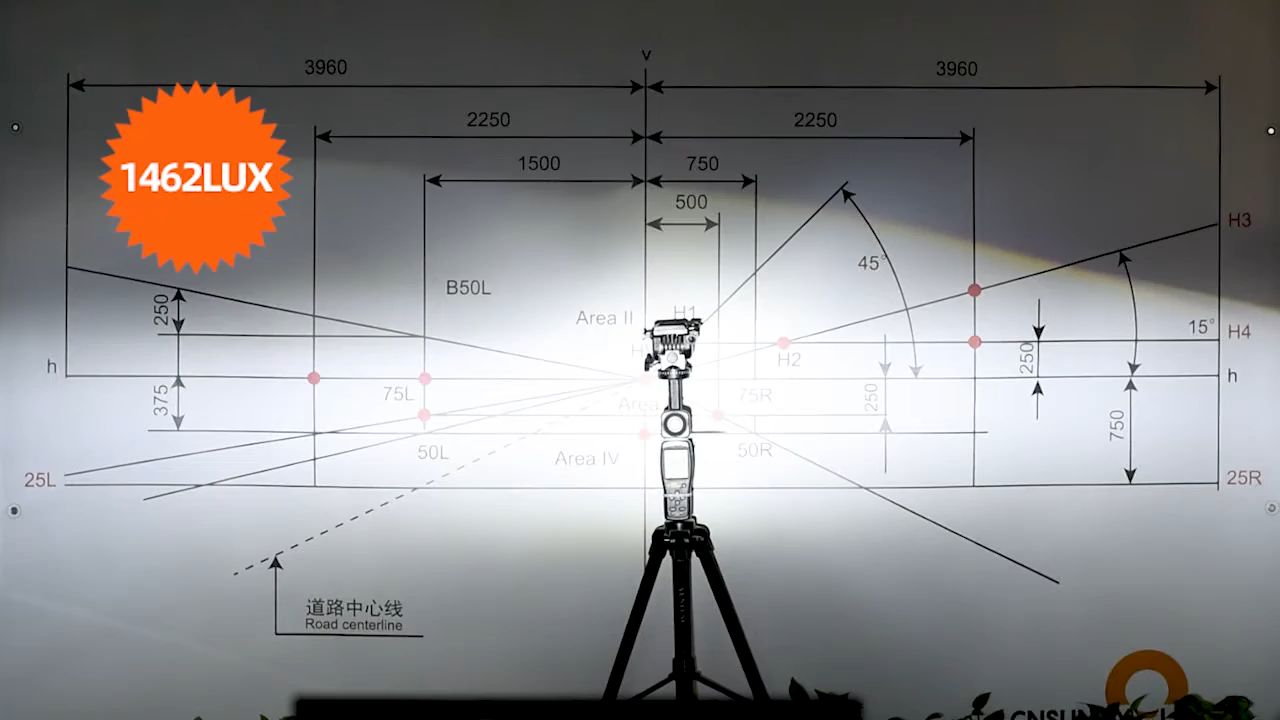 v
3960
3960
2250
2250
1500
750
500
1462LUX
H3
45°
B50L
250
Area II
H1
15°
H4
H2
250
h
h
75L
75R
375
250
Area
750
50L
Area IV
50R
25L
25R
道路中心线
Road centerline